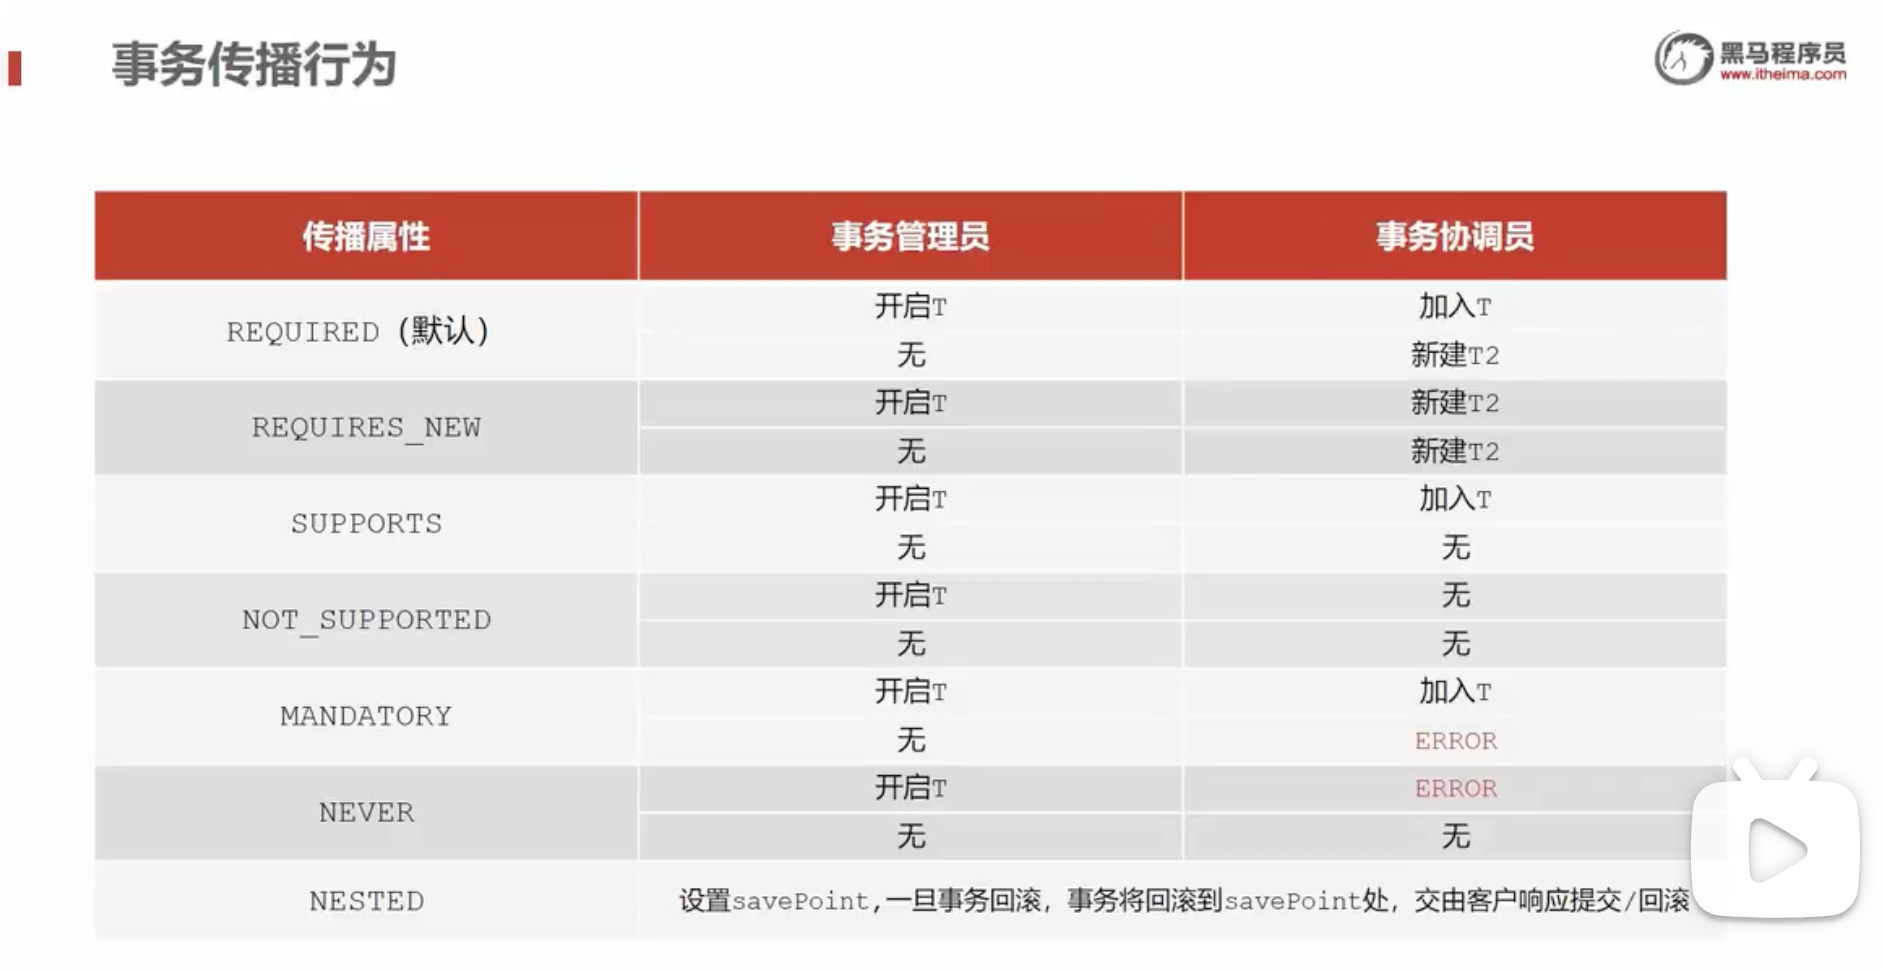 事务传播行为
黑马程序员
www.itheima.com
传播属性 事务管理员 事务协调员
REQUIRED（默认） 开启T 加入T
无 新建T2
REQUIRES_NEW 开启T 新建T2
无 新建T2
SUPPORTS 开启T 加入T
无 无
NOT_SUPPORTED 开启T 无
无 无
MANDATORY 开启T 加入T
无 ERROR
NEVER 开启T ERROR
无 无
NESTED 设置savePoint,一旦事务回滚，事务将回滚到savePoint处，交由客户响应提交/回滚